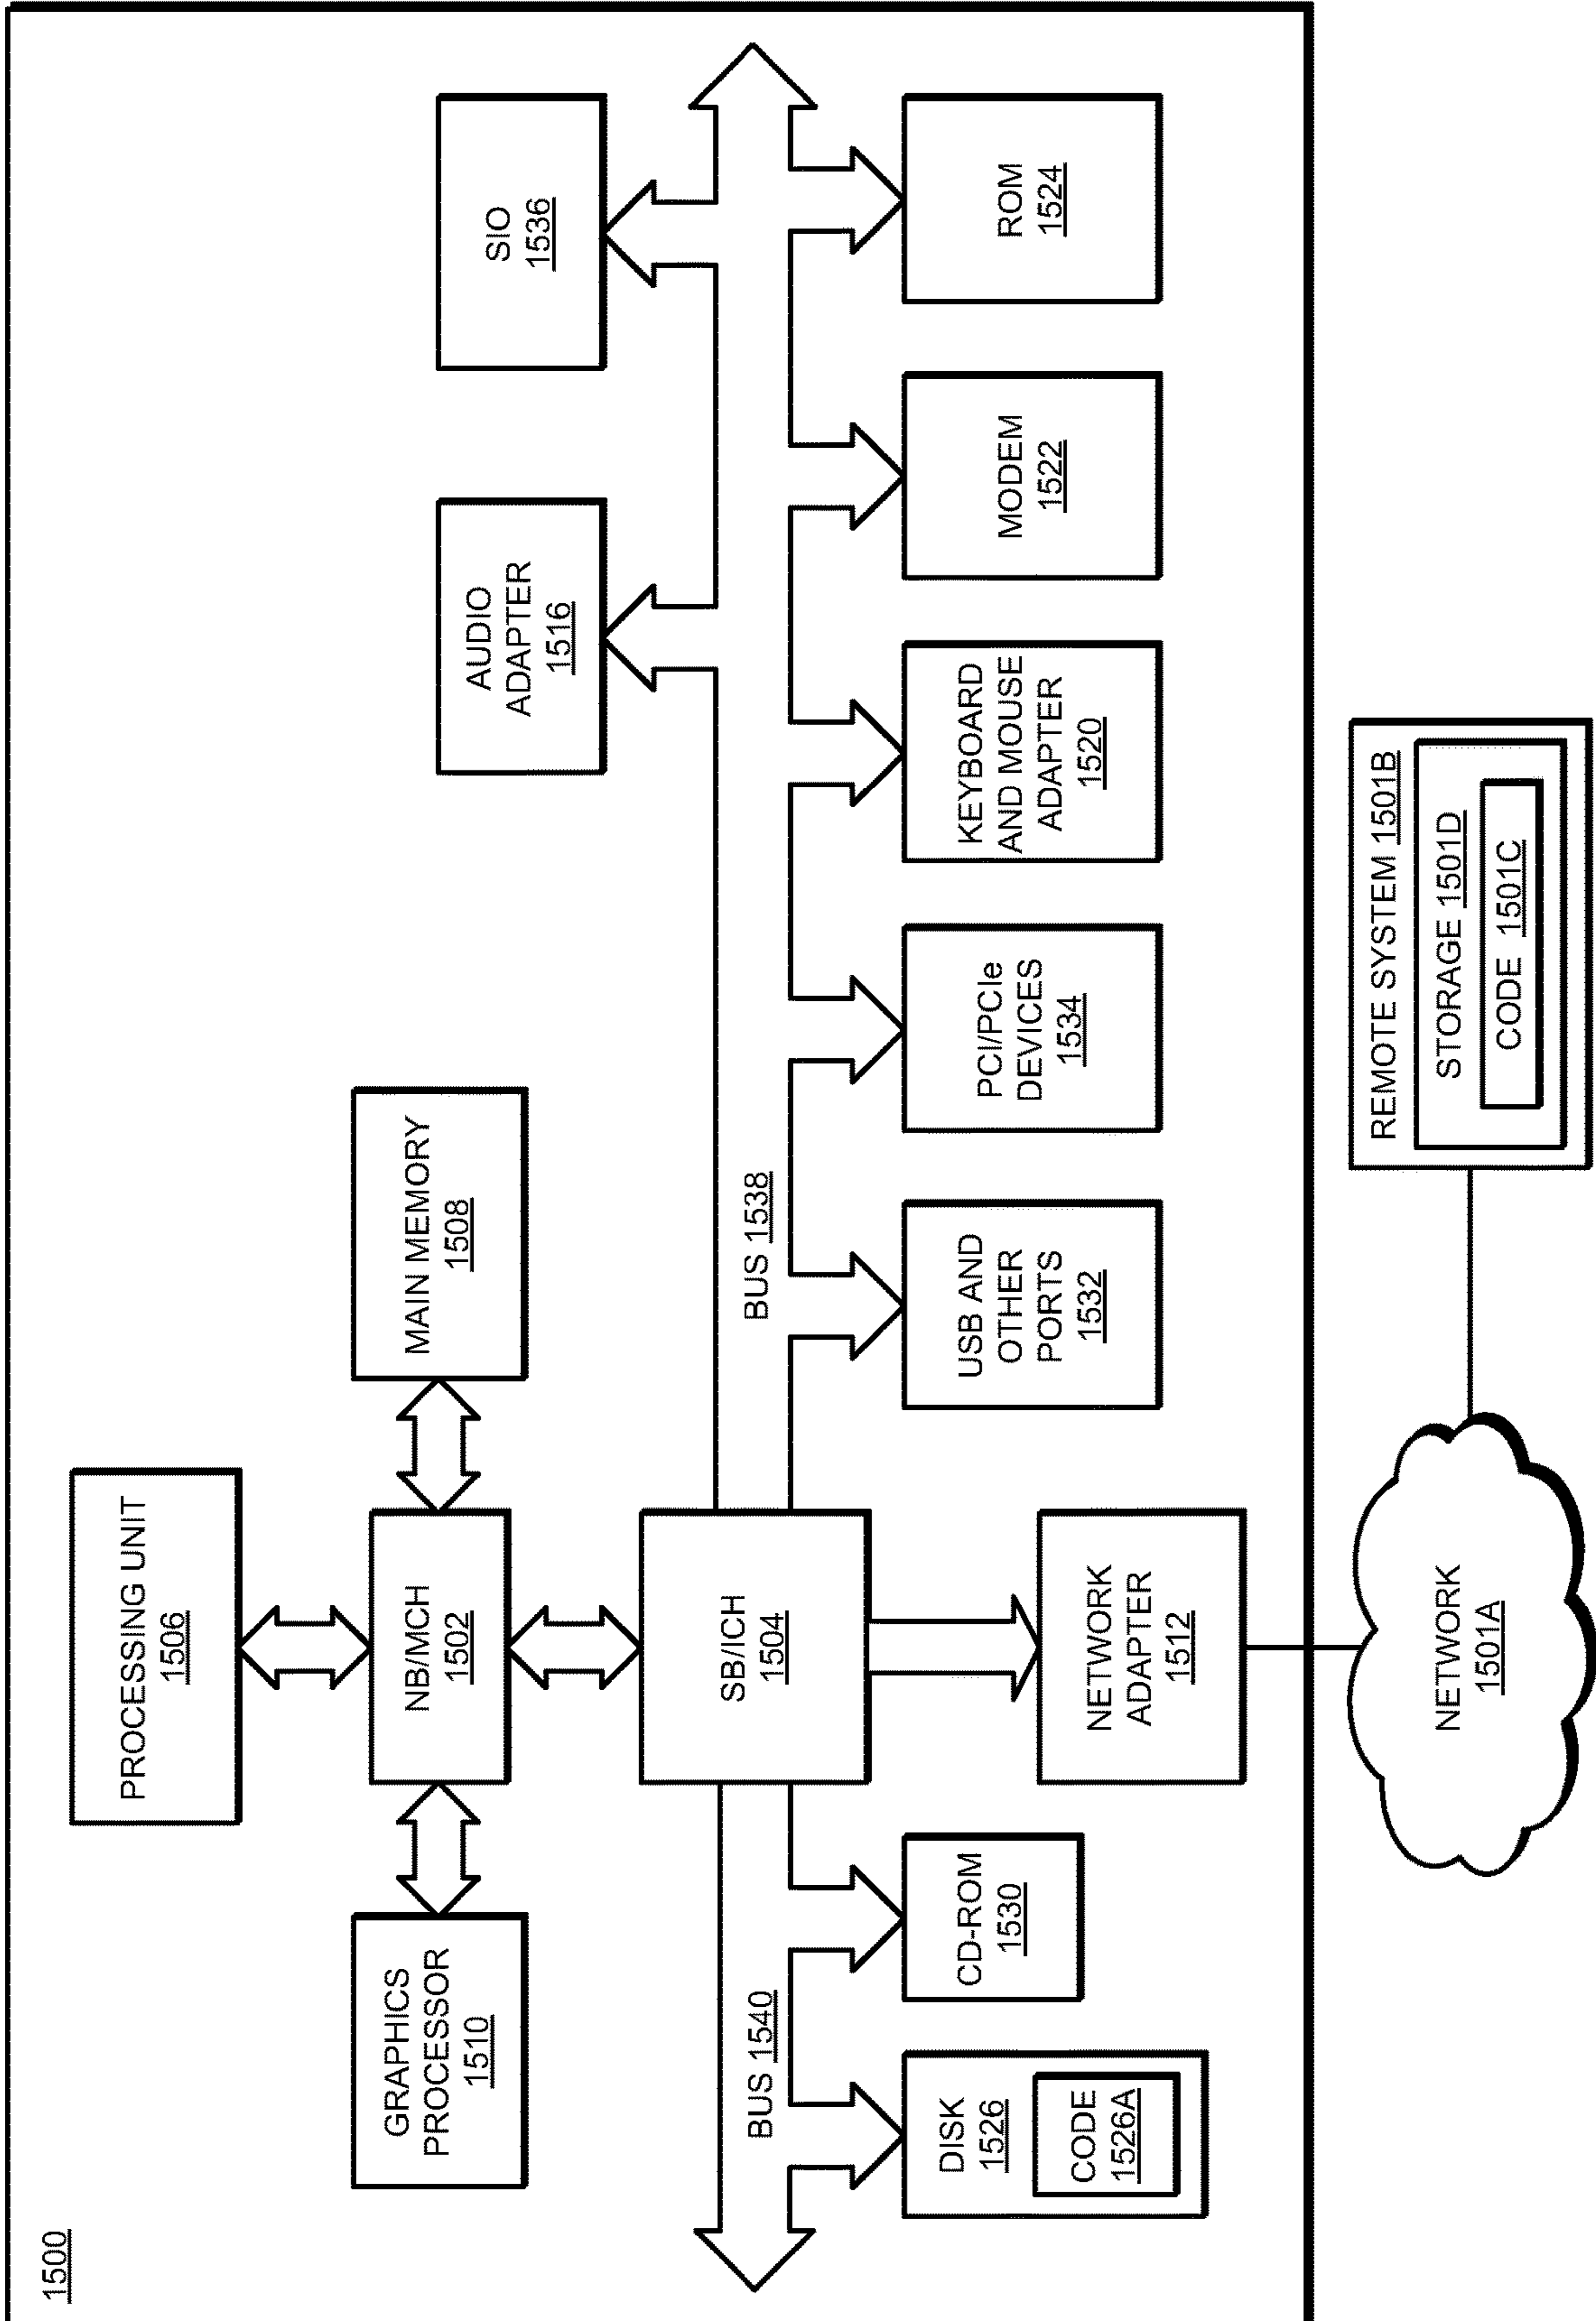 1500
PROCESSING UNIT
1506
GRAPHICS
PROCESSOR
1510
NB/MCH
1502
MAIN MEMORY
1508
AUDIO
ADAPTER
1516
SIO
1536
SB/ICH
1504
BUS 1540
BUS 1538
DISK
1526
CODE
1526A
CD-ROM
1530
NETWORK
ADAPTER
1512
USB AND
OTHER
PORTS
1532
PCI/PCIe
DEVICES
1534
KEYBOARD
AND MOUSE
ADAPTER
1520
MODEM
1522
ROM
1524
NETWORK
1501A
REMOTE SYSTEM 1501B
STORAGE 1501D
CODE 1501C